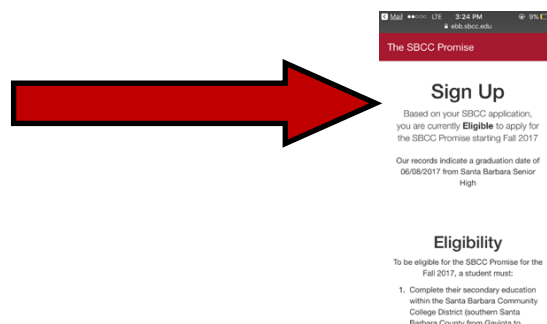 Mail LTE 3:24 PM 9%
ebb.sbcc.edu
The SBCC Promise
Sign Up
Based on your SBCC application,
you are currently Eligible to apply for
the SBCC Promise starting Fall 2017
Our records indicate a graduation date of
06/08/2017 from Santa Barbara Senior
High
Eligibility
To be eligible for the SBCC Promise for the
Fall 2017, a student must:
1. Complete their secondary education
within the Santa Barbara Community
College District (southern Santa
Barbara County from Gaviota to